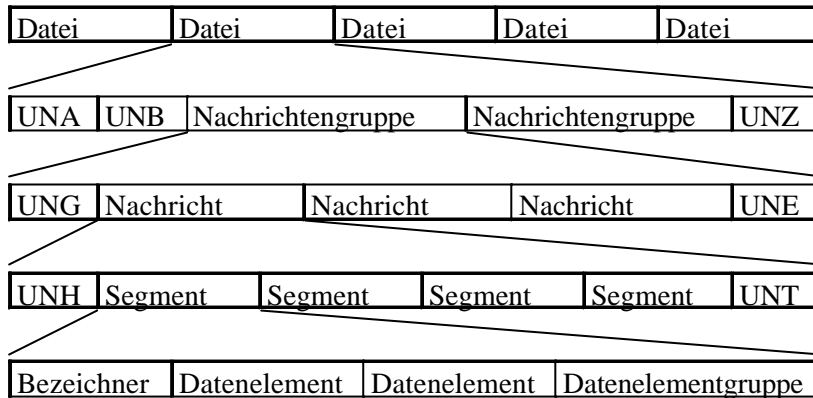 Datei Datei Datei Datei Datei
UNA UNB Nachrichtengruppe Nachrichtengruppe UNZ
UNG Nachricht Nachricht Nachricht UNE
UNH Segment Segment Segment Segment UNT
Bezeichner Datenelement Datenelement Datenelementgruppe